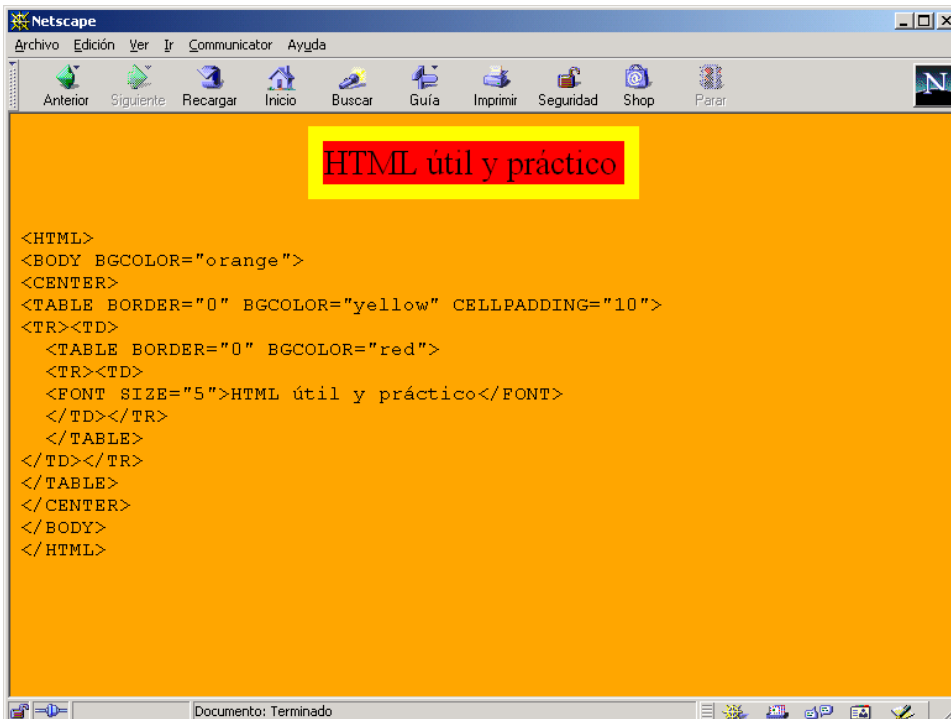 Netscape
Archivo Edición Ver Ir Communicator Ayuda
Anterior Siguiente Recargar Inicio Buscar Guía Imprimir Seguridad Shop Parar
N
HTML útil y práctico
<HTML>
<BODY BGCOLOR="orange">
<CENTER>
<TABLE BORDER="0" BGCOLOR="yellow" CELLPADDING="10">
<TR><TD>
<TABLE BORDER="0" BGCOLOR="red">
<TR><TD>
<FONT SIZE="5">HTML útil y práctico</FONT>
</TD></TR>
</TABLE>
</TD></TR>
</TABLE>
</CENTER>
</BODY>
</HTML>
Documento: Terminado